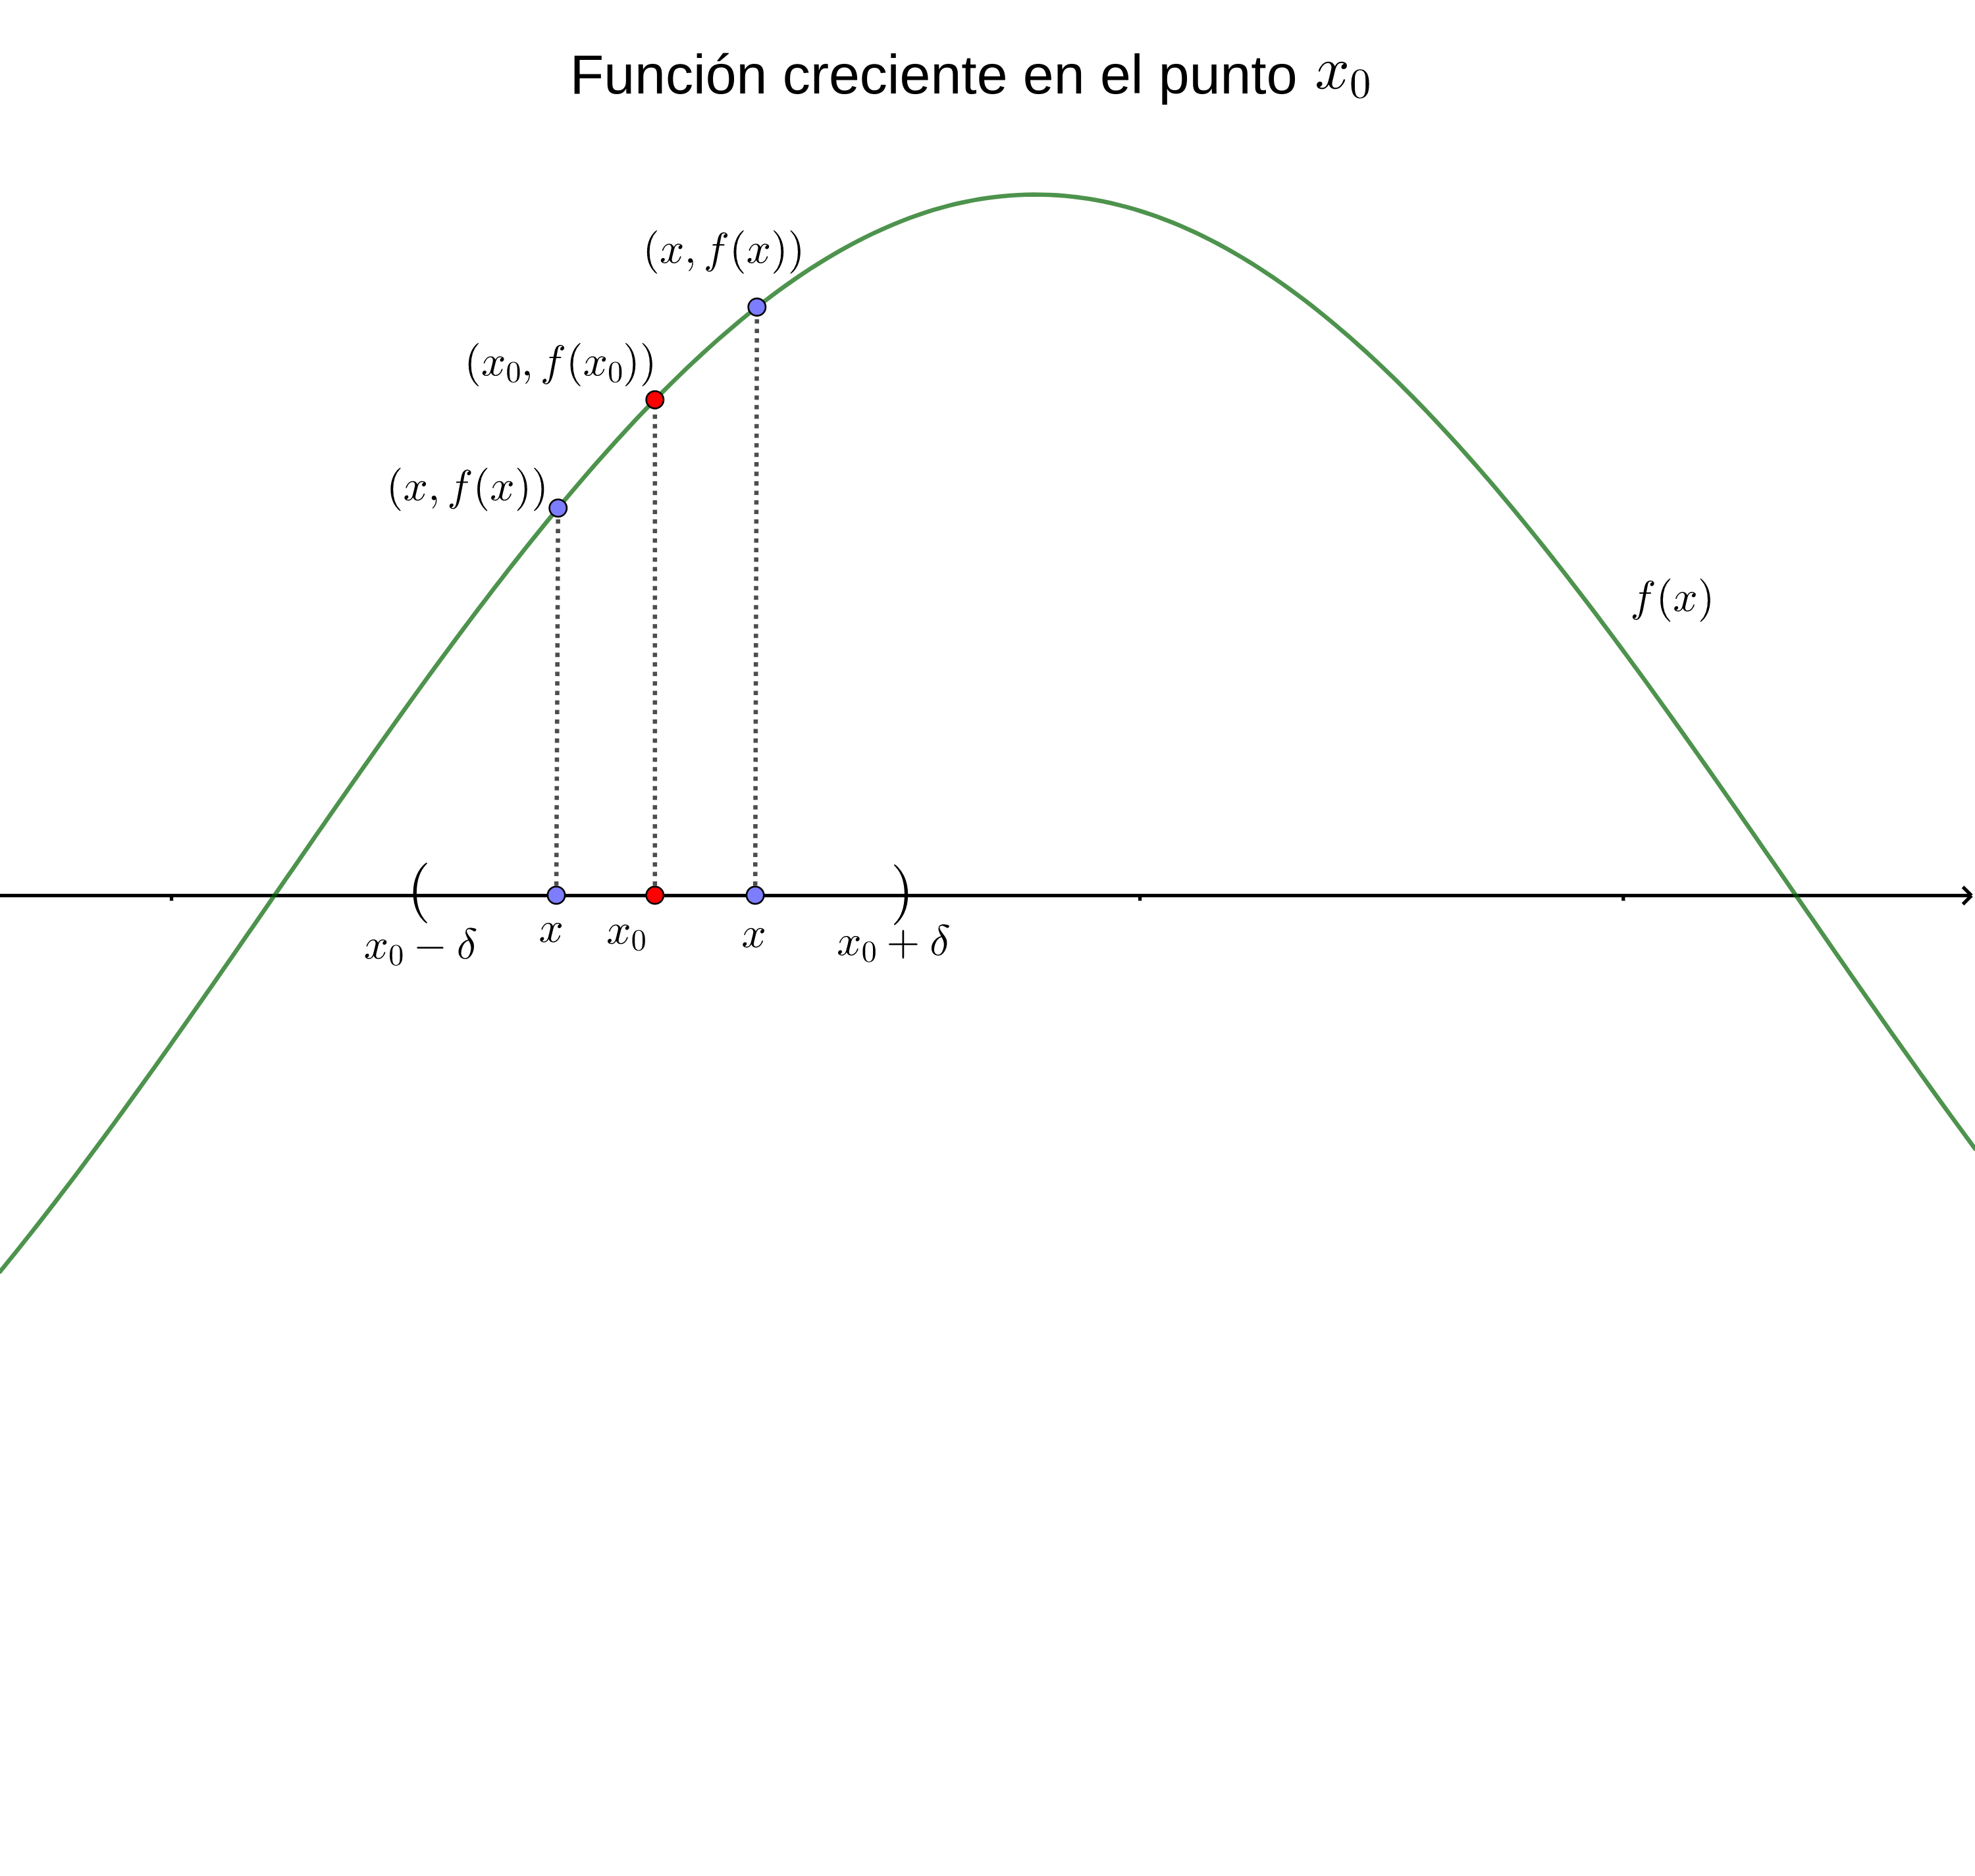 Función creciente en el punto x₀
(x, f(x))
(x₀, f(x₀))
(x, f(x))
f(x)
( )
x₀ − δ x x₀ x x₀ + δ